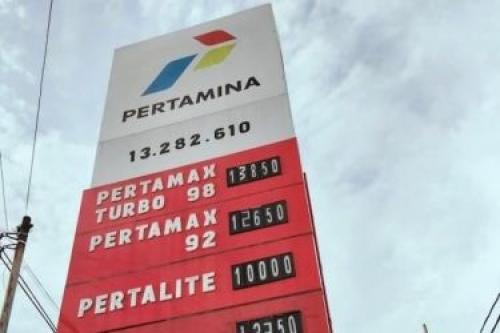 PERTAMINA
13.282.610
PERTAMAX 13850
TURBO 98
PERTAMAX 12650
92
PERTALITE 10000